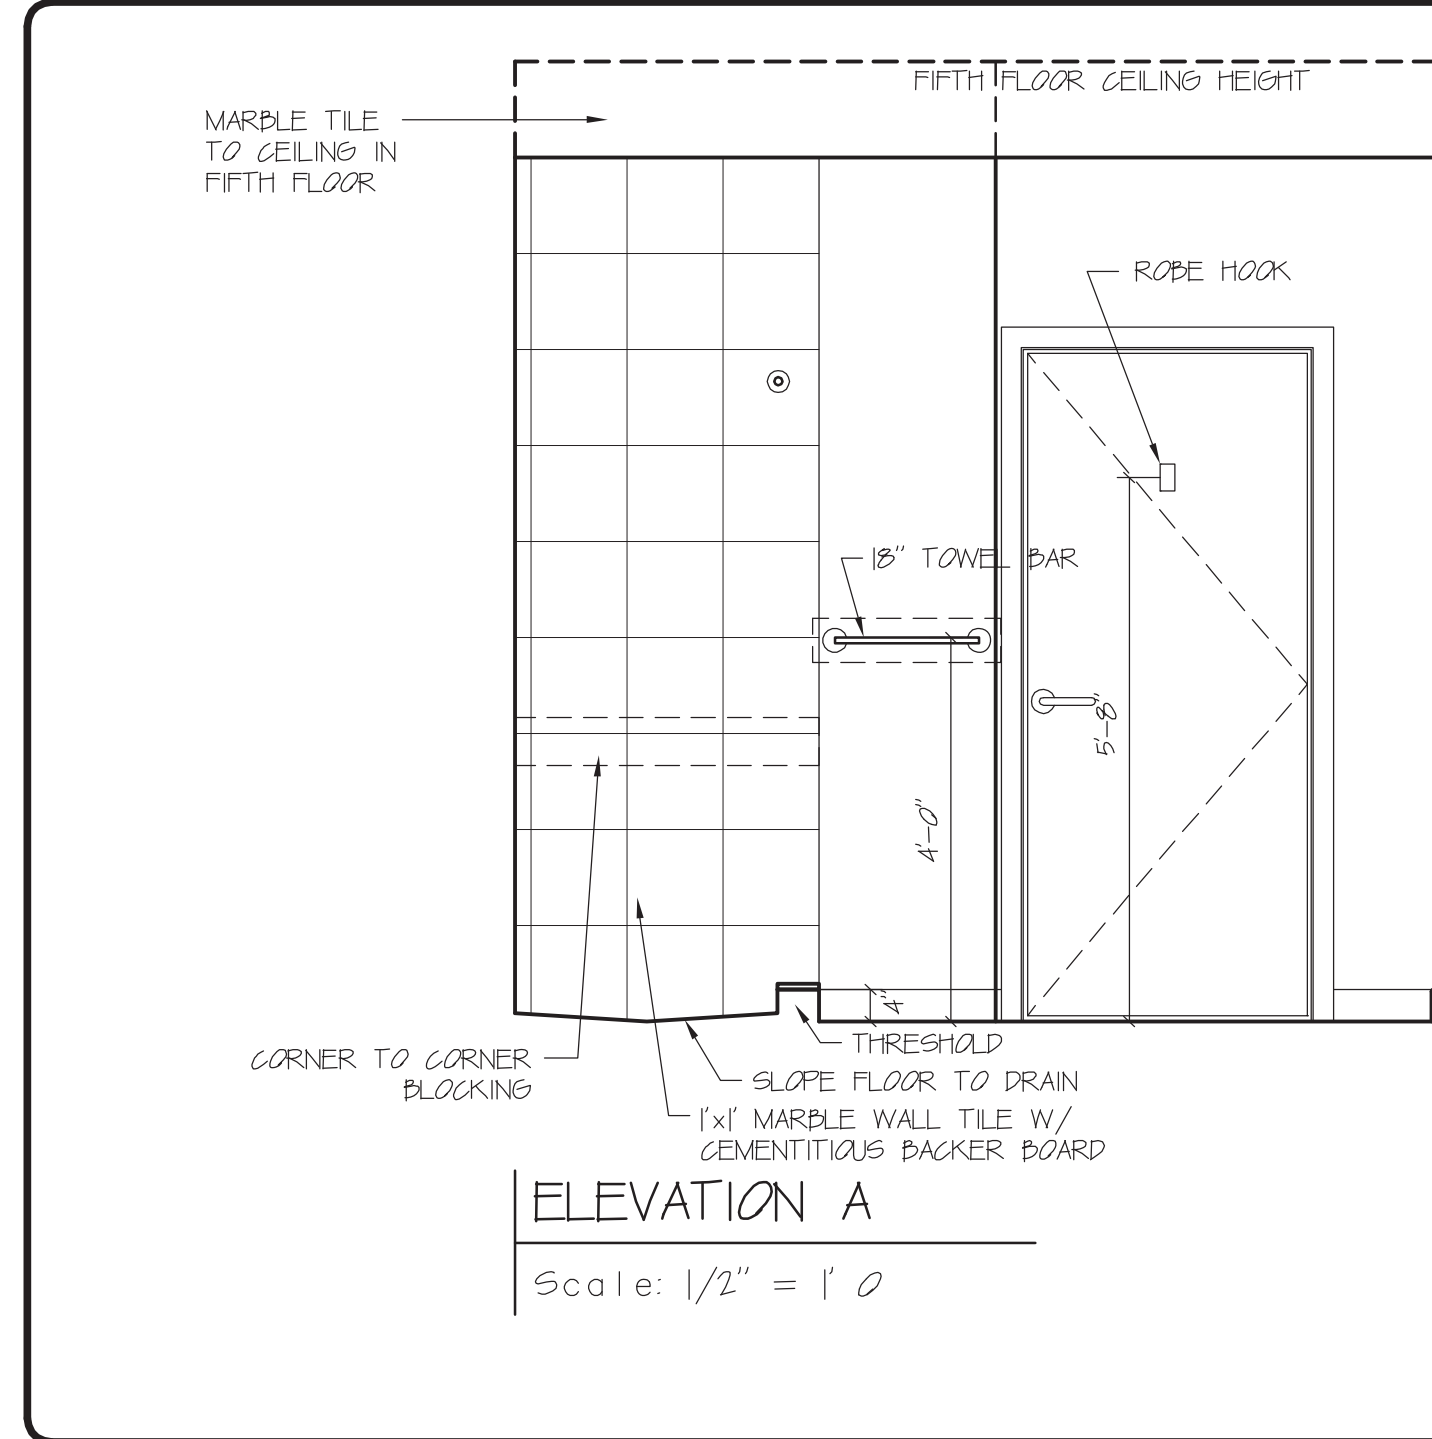 FIFTH FLOOR CEILING HEIGHT
MARBLE TILE
TO CEILING IN
FIFTH FLOOR
ROBE HOOK
18" TOWEL BAR
5'-8"
4'-0"
4"
THRESHOLD
CORNER TO CORNER
BLOCKING
SLOPE FLOOR TO DRAIN
1'x1' MARBLE WALL TILE W/
CEMENTITIOUS BACKER BOARD
ELEVATION A
Scale: 1/2" = 1' 0